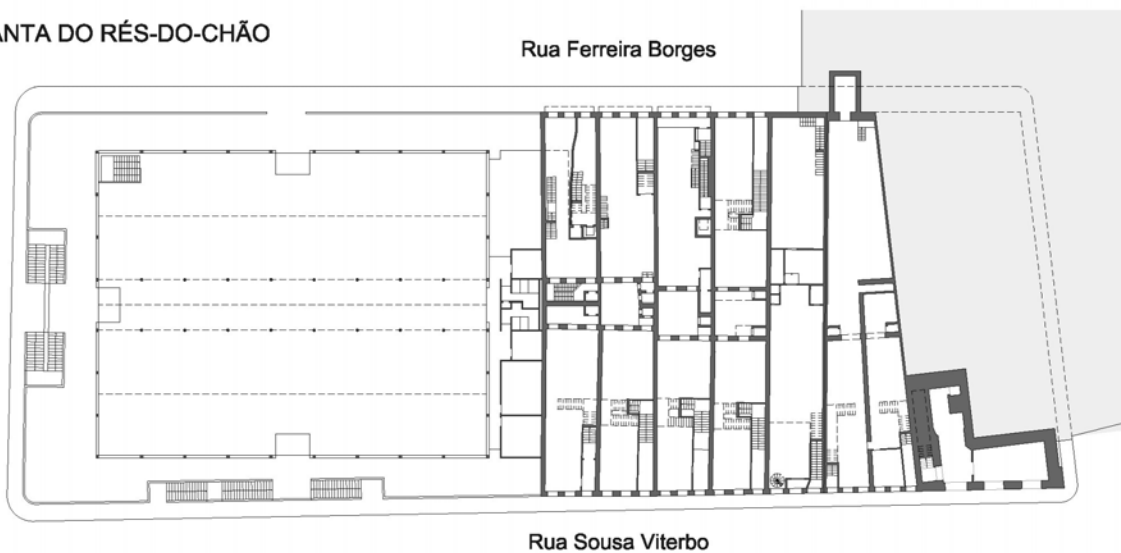 ANTA DO RÉS-DO-CHÃO
Rua Ferreira Borges
Rua Sousa Viterbo